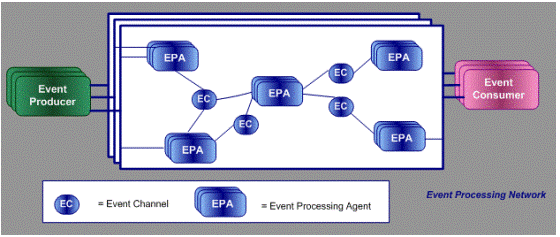 EPA
EPA
EC
Event
Producer
EC
EPA
Event
Consumer
EC
EC
EPA
EPA
Event Processing Network
EC
= Event Channel
EPA
= Event Processing Agent